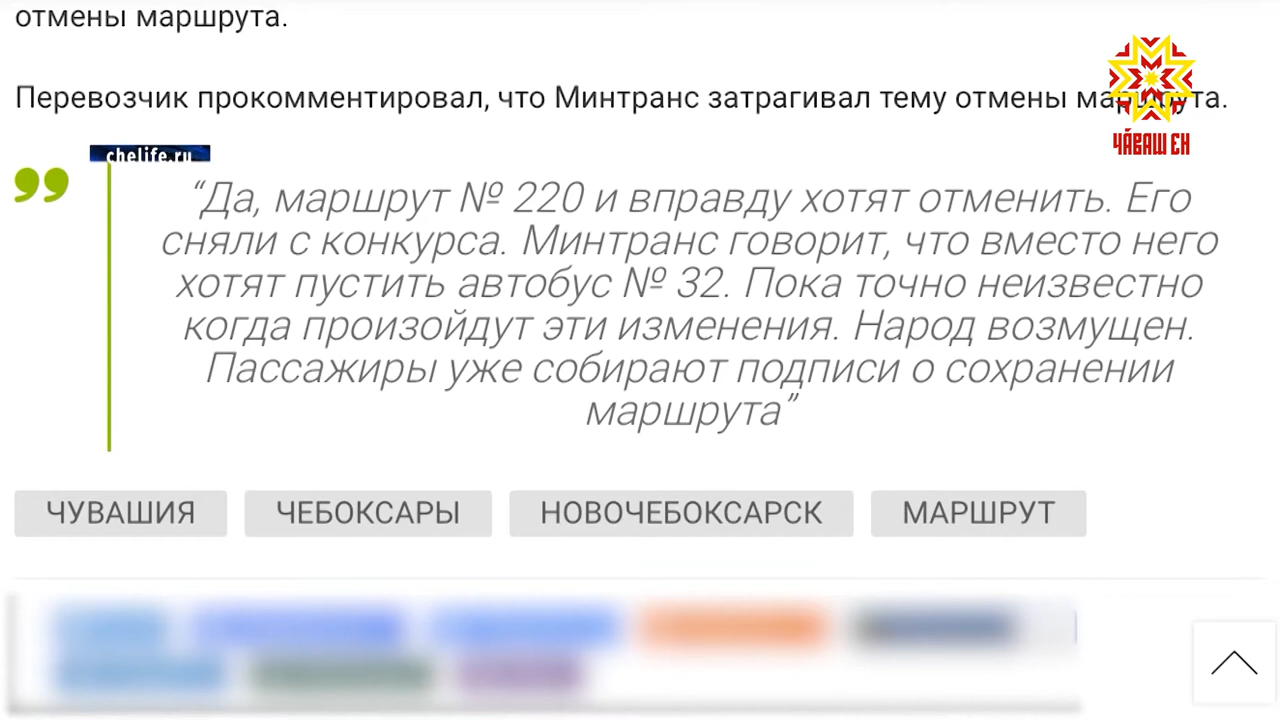 отмены маршрута.
Перевозчик прокомментировал, что Минтранс затрагивал тему отмены маршрута.
ЧӐВАШ ЕН
chelife.ru
“Да, маршрут № 220 и вправду хотят отменить. Его
сняли с конкурса. Минтранс говорит, что вместо него
хотят пустить автобус № 32. Пока точно неизвестно
когда произойдут эти изменения. Народ возмущен.
Пассажиры уже собирают подписи о сохранении
маршрута”
ЧУВАШИЯ
ЧЕБОКСАРЫ
НОВОЧЕБОКСАРСК
МАРШРУТ